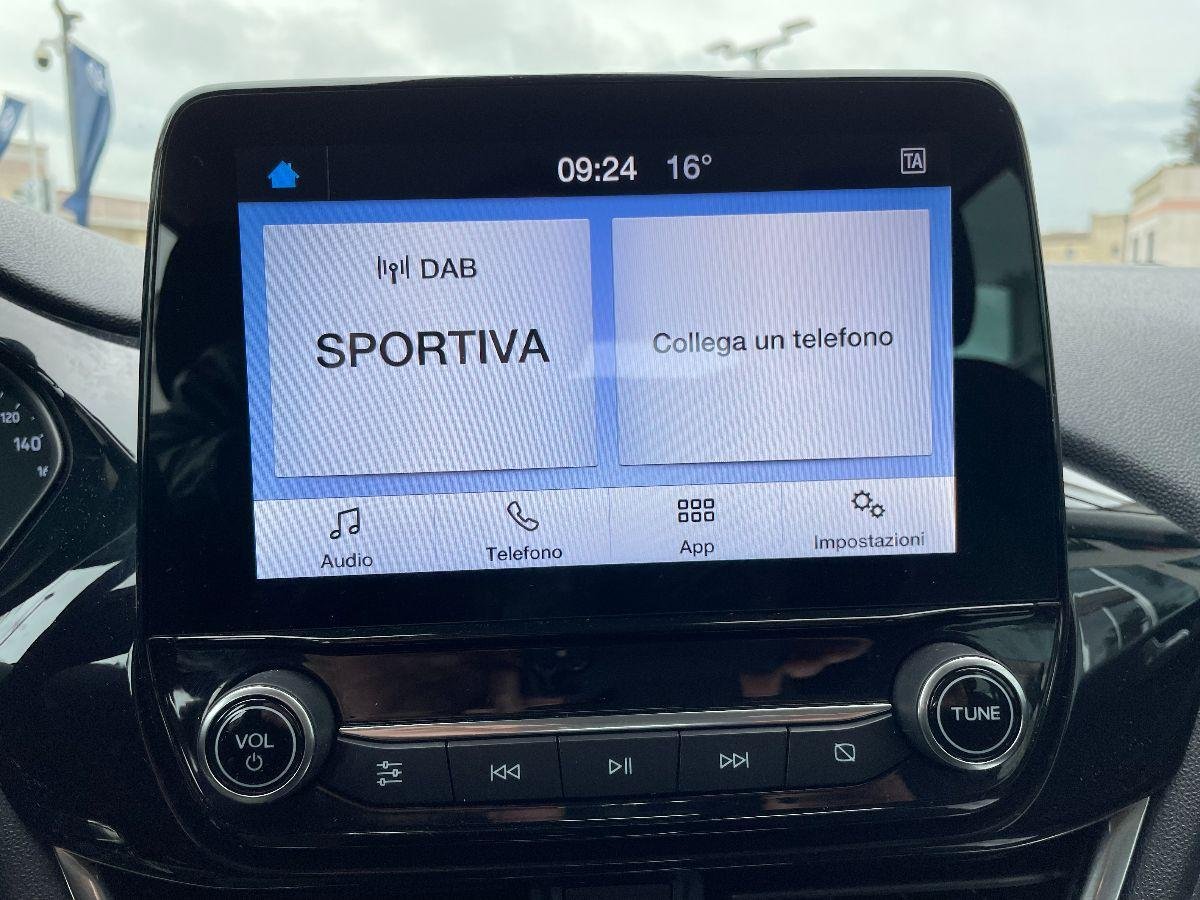 09:24 16° TA
DAB
SPORTIVA
Collega un telefono
Audio Telefono App Impostazioni
120
140
VOL
TUNE